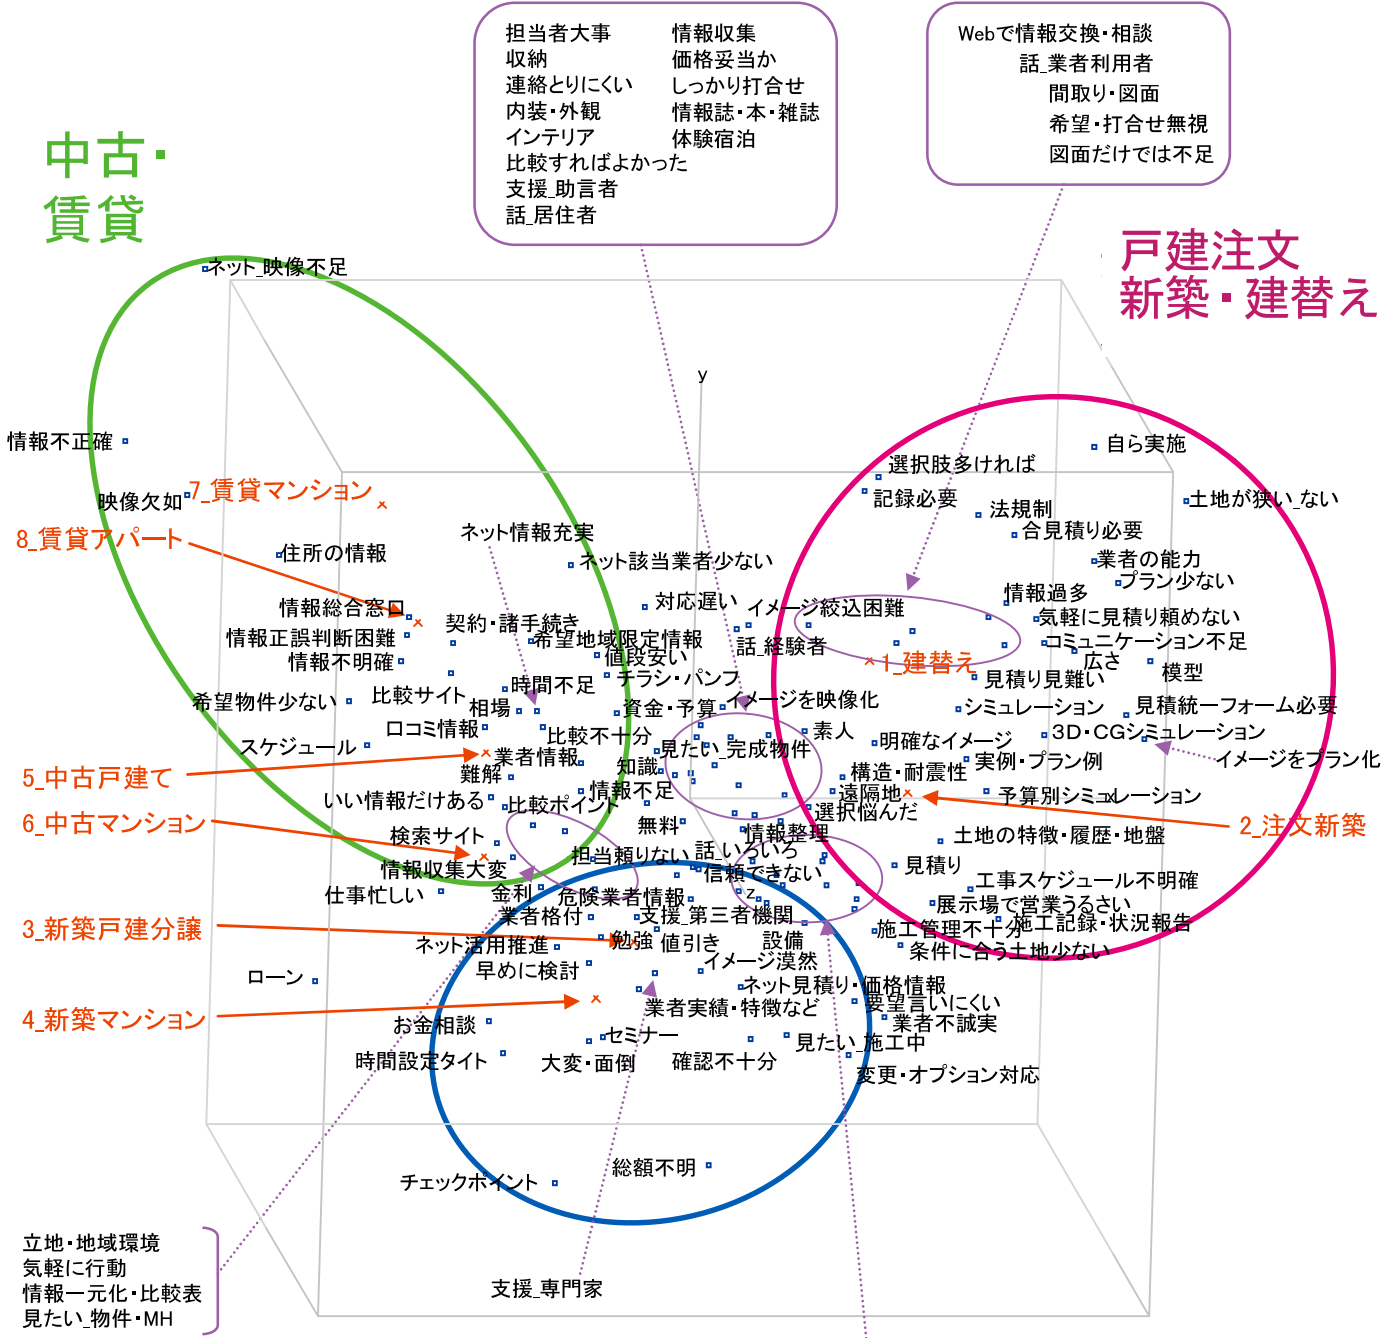 担当者大事
収納
連絡とりにくい
内装・外観
インテリア
比較すればよかった
支援_助言者
話_居住者
情報収集
価格妥当か
しっかり打合せ
情報誌・本・雑誌
体験宿泊
Webで情報交換・相談
話_業者利用者
間取り・図面
希望・打合せ無視
図面だけでは不足
中古・
賃貸
戸建注文
新築・建替え
ネット_映像不足
y
情報不正確
自ら実施
選択肢多ければ
映像欠如
7_賃貸マンション
記録必要
土地が狭い_ない
法規制
ネット情報充実
合見積り必要
8_賃貸アパート
住所の情報
ネット該当業者少ない
業者の能力
プラン少ない
情報過多
情報総合窓口
対応遅い
イメージ絞込困難
気軽に見積り頼めない
契約・諸手続き
情報正誤判断困難
希望地域限定情報
話_経験者
コミュニケーション不足
情報不明確
値段安い
1_建替え
広さ
模型
チラシ・パンフ
見積り見難い
時間不足
比較サイト
希望物件少ない
イメージを映像化
相場
資金・予算
シミュレーション
見積統一フォーム必要
口コミ情報
比較不十分
素人
3D・CGシミュレーション
スケジュール
業者情報
見たい_完成物件
明確なイメージ
イメージをプラン化
実例・プラン例
5_中古戸建て
難解
知識
構造・耐震性
情報不足
遠隔地
予算別シミュレーション
x
いい情報だけある
比較ポイント
選択悩んだ
6_中古マンション
無料
情報整理
2_注文新築
検索サイト
土地の特徴・履歴・地盤
担当頼りない
話_いろいろ
情報収集大変
信頼できない
見積り
仕事忙しい
金利
危険業者情報
z
工事スケジュール不明確
展示場で営業うるさい
業者格付
支援_第三者機関
施工記録・状況報告
3_新築戸建分譲
施工管理不十分
ネット活用推進
勉強
値引き
設備
条件に合う土地少ない
早めに検討
イメージ漠然
ローン
ネット見積り・価格情報
業者実績・特徴など
要望言いにくい
4_新築マンション
お金相談
業者不誠実
セミナー
見たい_施工中
時間設定タイト
大変・面倒
確認不十分
変更・オプション対応
総額不明
チェックポイント
立地・地域環境
気軽に行動
情報一元化・比較表
見たい_物件・MH
支援_専門家